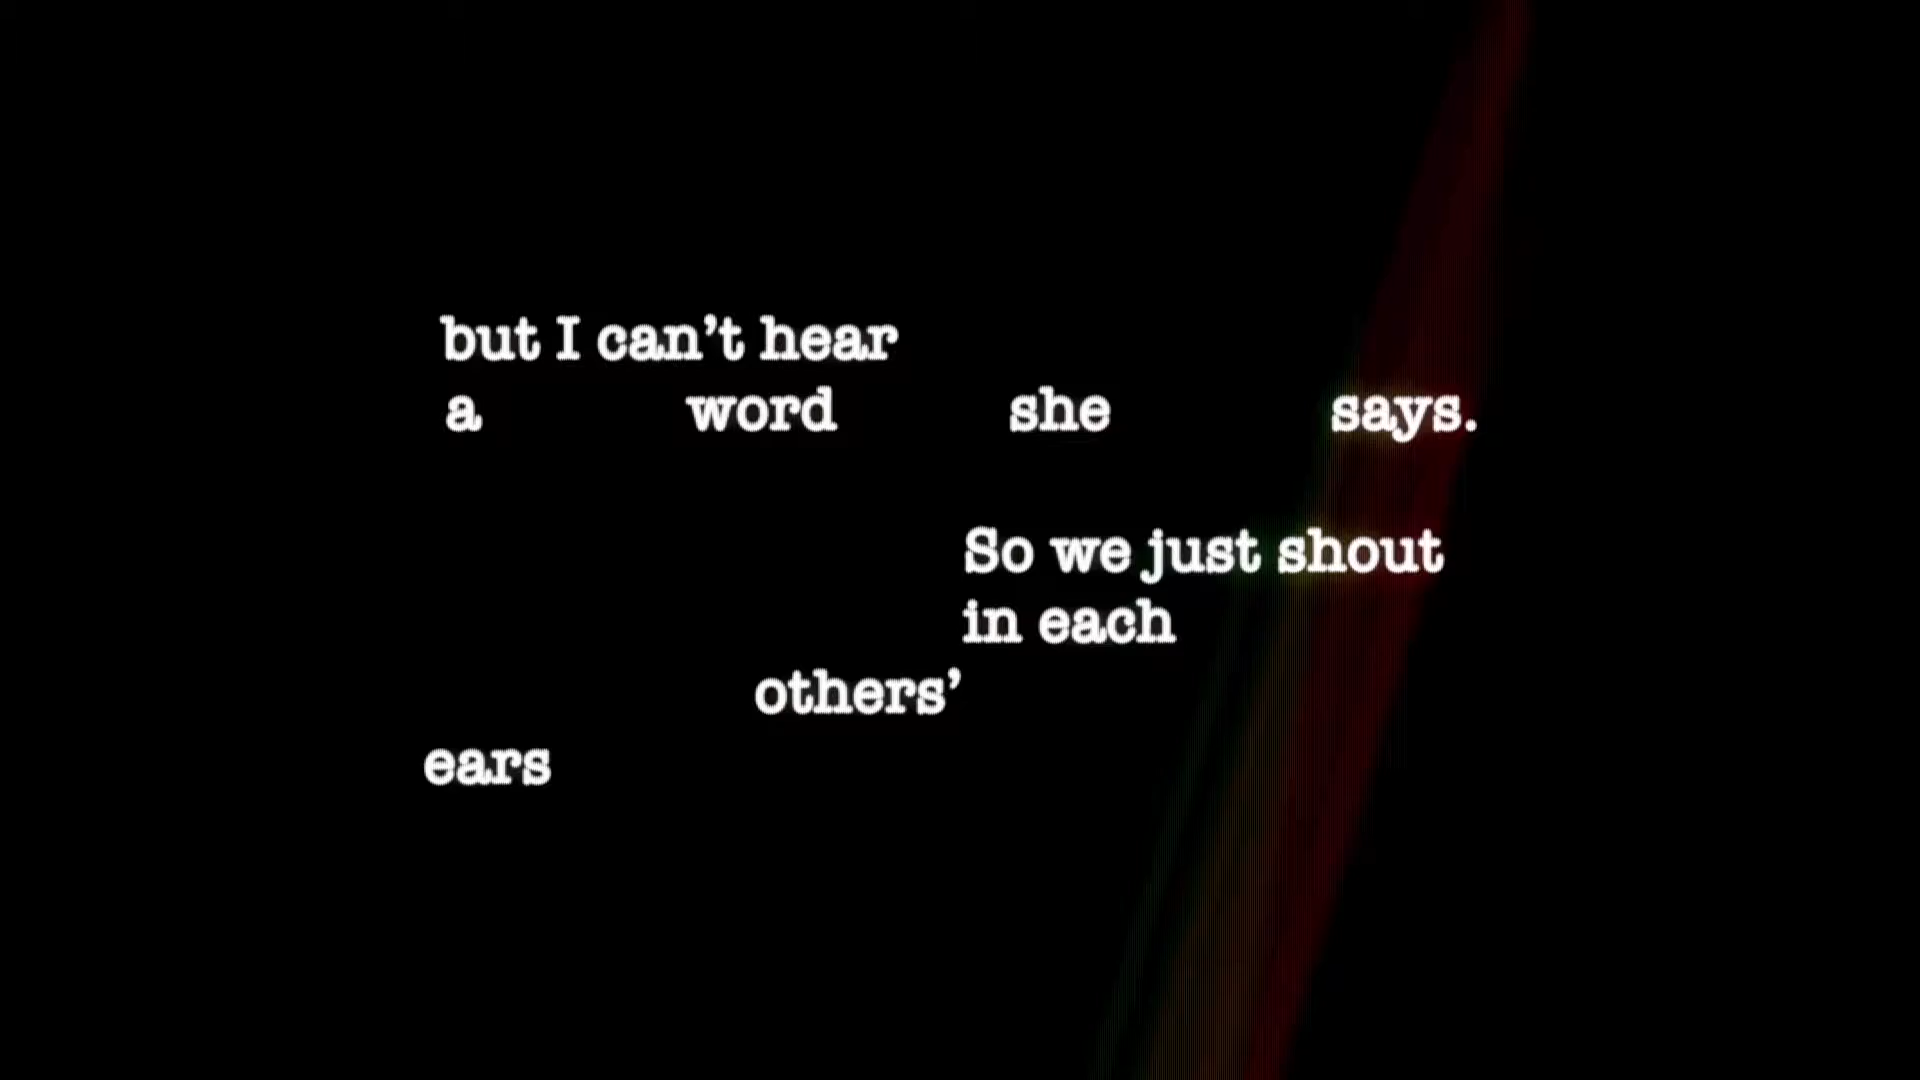 but I can’t hear
a word she says.
So we just shout
in each
others’
ears